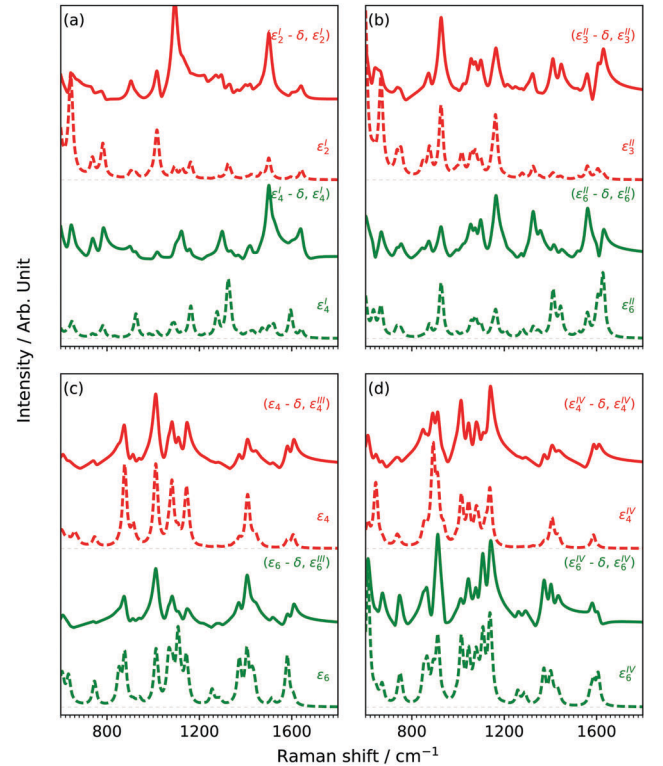 (a)
(ε₂ᴵ - δ, ε₂ᴵ)
ε₂ᴵ
(ε₄ᴵ - δ, ε₄ᴵ)
ε₄ᴵ
(b)
(ε₃ᴵᴵ - δ, ε₃ᴵᴵ)
ε₃ᴵᴵ
(ε₆ᴵᴵ - δ, ε₆ᴵᴵ)
ε₆ᴵᴵ
Intensity / Arb. Unit
(c)
(ε₄ - δ, ε₄ᴵᴵᴵ)
ε₄
(ε₆ - δ, ε₆ᴵᴵᴵ)
ε₆
800 1200 1600
(d)
(ε₄ᴵⱽ - δ, ε₄ᴵⱽ)
ε₄ᴵⱽ
(ε₆ᴵⱽ - δ, ε₆ᴵⱽ)
ε₆ᴵⱽ
800 1200 1600
Raman shift / cm⁻¹